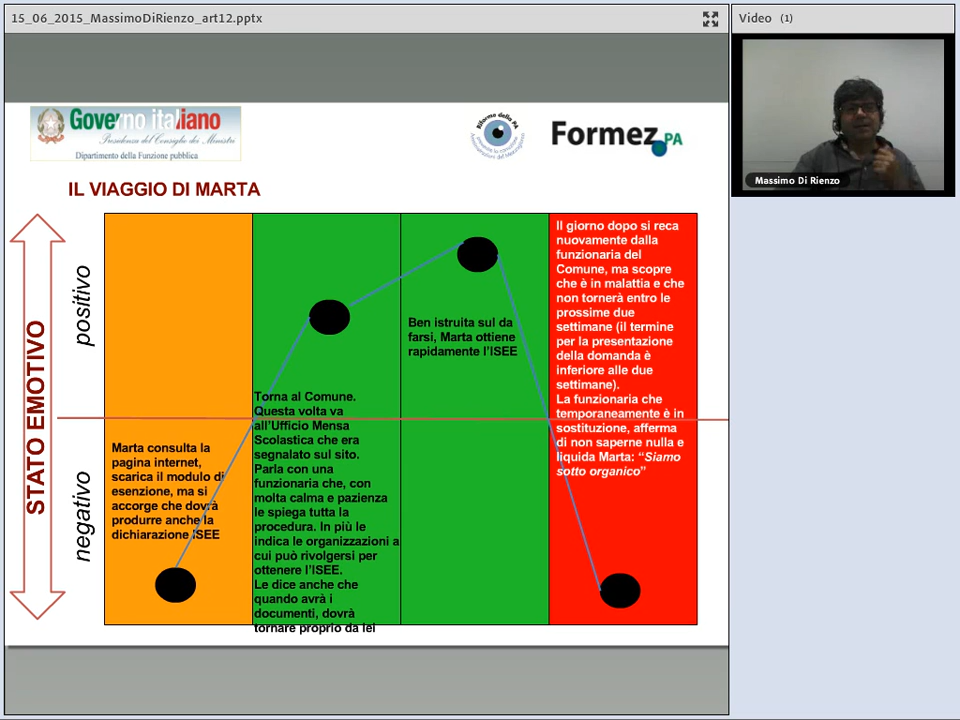 15_06_2015_MassimoDiRienzo_art12.pptx
Video (1)
Massimo Di Rienzo
Governo italiano
Presidenza del Consiglio dei Ministri
Dipartimento della Funzione pubblica
Riforme della PA
Formez PA
IL VIAGGIO DI MARTA
STATO EMOTIVO
positivo
negativo
Marta consulta la
pagina internet,
scarica il modulo di
esenzione, ma si
accorge che dovrà
produrre anche la
dichiarazione ISEE
Torna al Comune.
Questa volta va
all'Ufficio Mensa
Scolastica che era
segnalato sul sito.
Parla con una
funzionaria che, con
molta calma e pazienza
le spiega tutta la
procedura. In più le
indica le organizzazioni a
cui può rivolgersi per
ottenere l'ISEE.
Le dice anche che
quando avrà i
documenti, dovrà
tornare proprio da lei
Ben istruita sul da
farsi, Marta ottiene
rapidamente l'ISEE
Il giorno dopo si reca
nuovamente dalla
funzionaria del
Comune, ma scopre
che è in malattia e che
non tornerà entro le
prossime due
settimane (il termine
per la presentazione
della domanda è
inferiore alle due
settimane).
La funzionaria che
temporaneamente è in
sostituzione, afferma
di non saperne nulla e
liquida Marta: “Siamo
sotto organico”